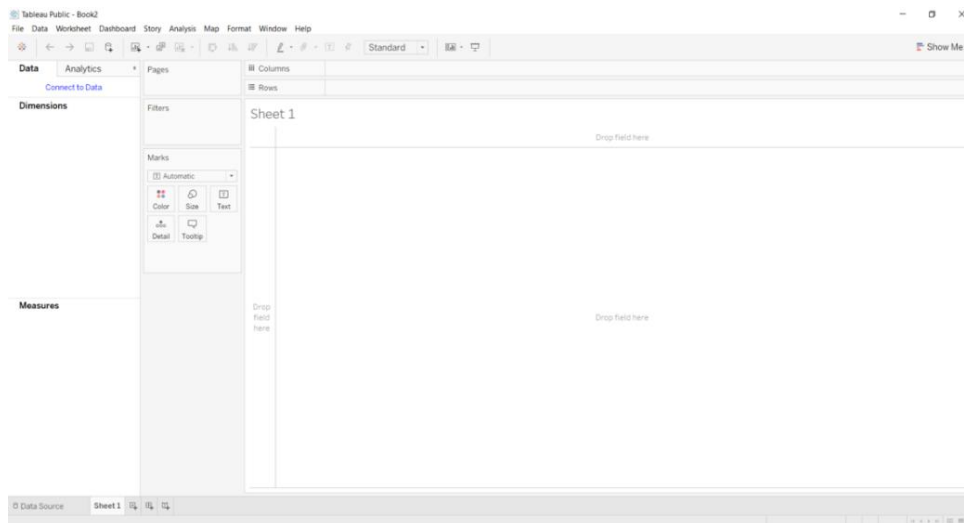 Tableau Public - Book2
File Data Worksheet Dashboard Story Analysis Map Format Window Help
Standard
Show Me
Data Analytics
Pages
Columns
Connect to Data
Rows
Dimensions
Filters
Sheet 1
Drop field here
Marks
Automatic
Color Size Text
Detail Tooltip
Measures
Drop
field
here
Drop field here
Data Source Sheet 1